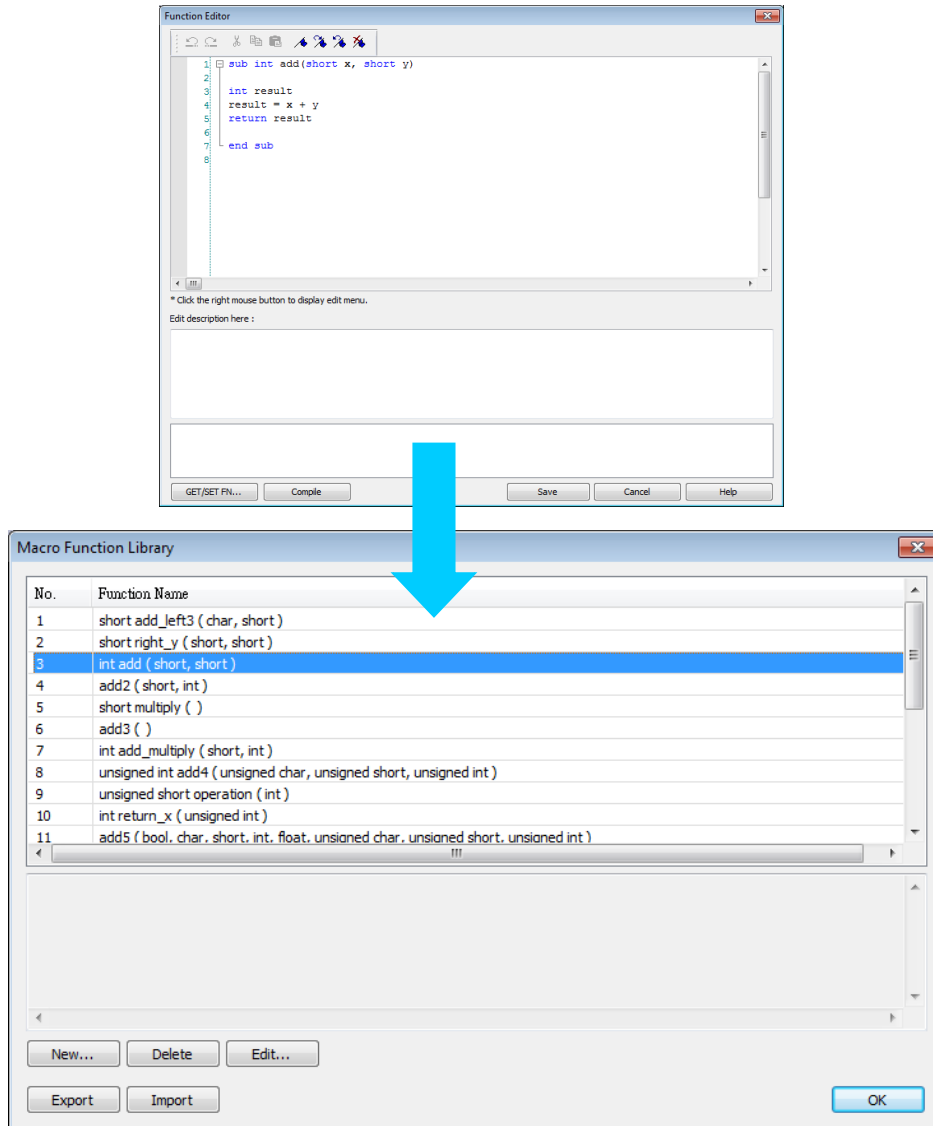 Function Editor
1 sub int add(short x, short y)
2
3 int result
4 result = x + y
5 return result
6
7 end sub
8
* Click the right mouse button to display edit menu.
Edit description here :
GET/SET FN... Compile Save Cancel Help
Macro Function Library
No. Function Name
1 short add_left3 ( char, short )
2 short right_y ( short, short )
3 int add ( short, short )
4 add2 ( short, int )
5 short multiply ( )
6 add3 ( )
7 int add_multiply ( short, int )
8 unsigned int add4 ( unsigned char, unsigned short, unsigned int )
9 unsigned short operation ( int )
10 int return_x ( unsigned int )
11 add5 ( bool, char, short, int, float, unsigned char, unsigned short, unsigned int )
New... Delete Edit...
Export Import OK